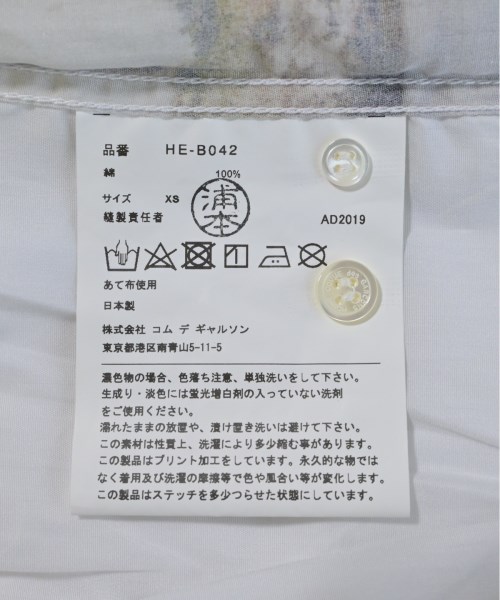 品番 HE-B042
綿 100%
サイズ XS
縫製責任者 浦本 AD2019
あて布使用
日本製
株式会社 コム デ ギャルソン
東京都港区南青山5-11-5
濃色物の場合、色落ち注意、単独洗いをして下さい。
生成り・淡色には蛍光増白剤の入っていない洗剤
をご使用ください。
濡れたままの放置や、漬け置き洗いは避けて下さい。
この素材は性質上、洗濯により多少縮む事があります。
この製品はプリント加工をしています。永久的な物では
なく着用及び洗濯の摩擦等で色や風合い等が変化します。
この製品はステッチを多少つらせた状態にしています。